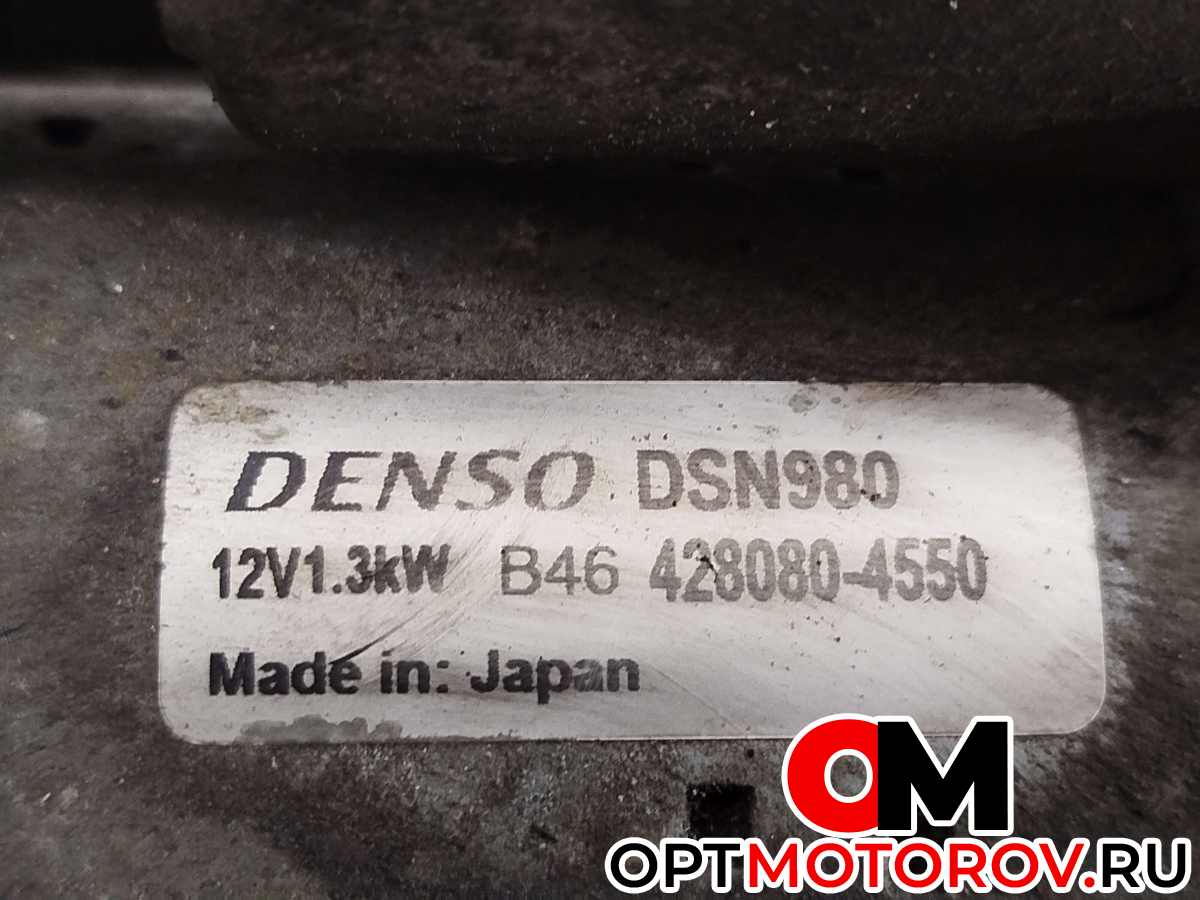 DENSO DSN980
12V1.3kW B46 428080-4550
Made in: Japan
OM
OPTMOTOROV.RU